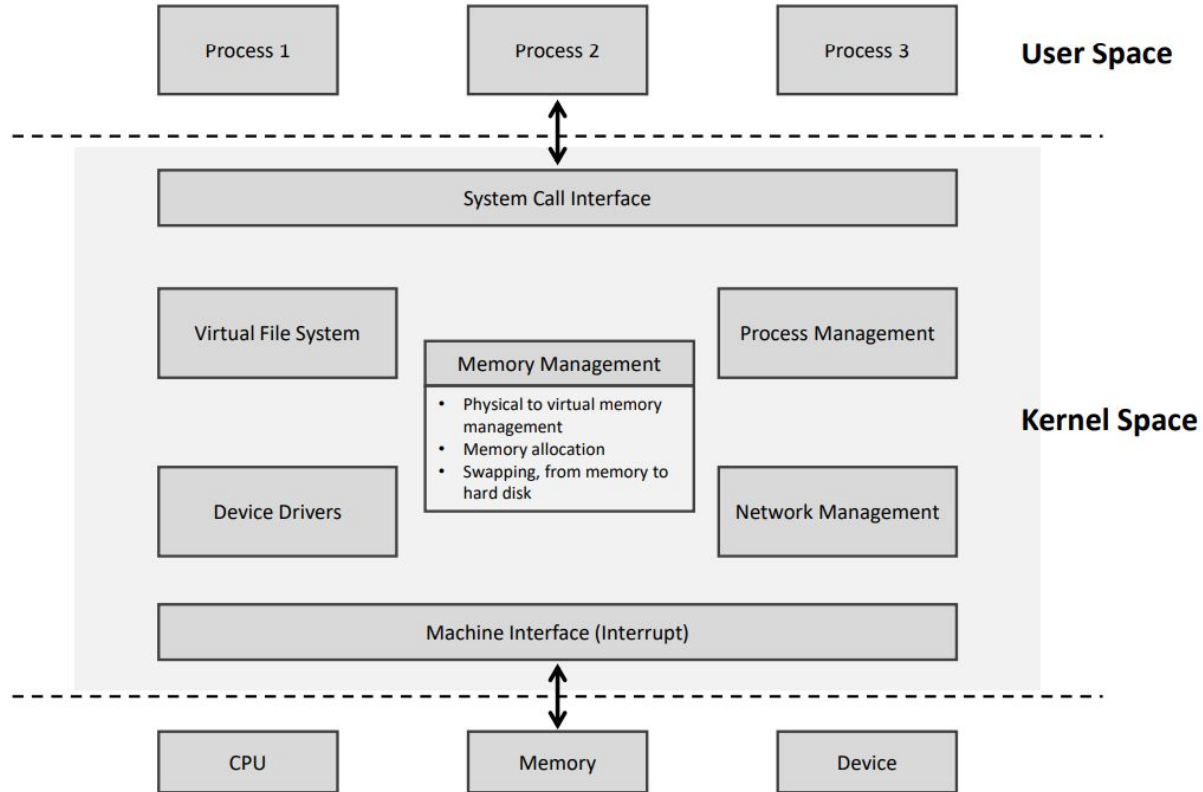 Process 1
Process 2
Process 3
User Space
System Call Interface
Virtual File System
Process Management
Memory Management
• Physical to virtual memory
management
• Memory allocation
• Swapping, from memory to
hard disk
Kernel Space
Device Drivers
Network Management
Machine Interface (Interrupt)
CPU
Memory
Device